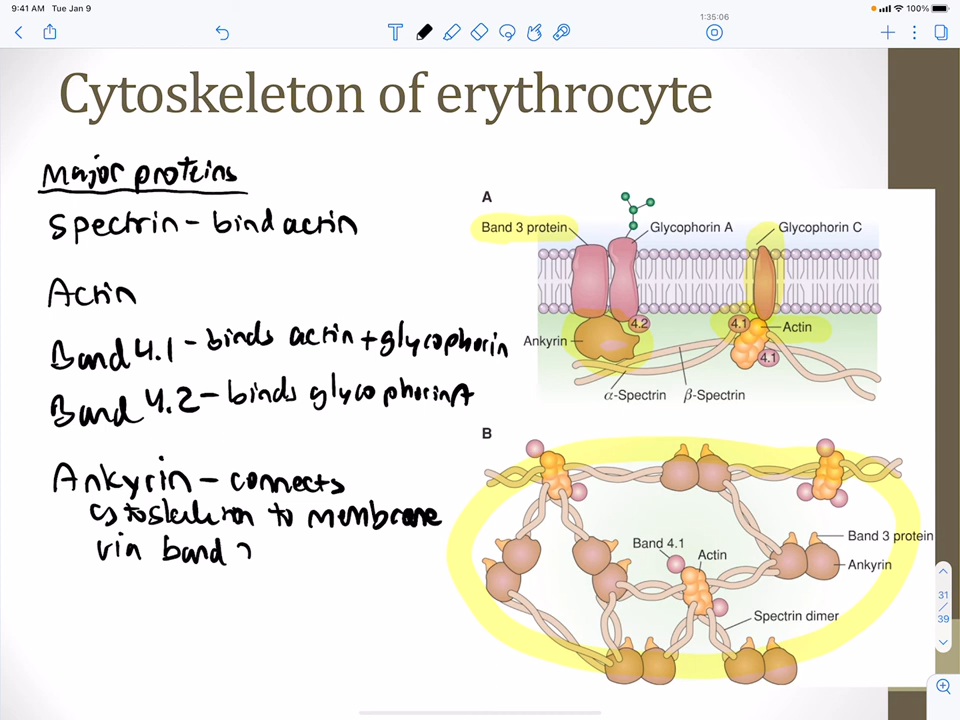 9:41 AM Tue Jan 9
100%
1:35:06
Cytoskeleton of erythrocyte
Major proteins
Spectrin - bind actin
Actin
Band 4.1 - binds actin + glycophorin
Band 4.2 - binds glycophorin A
Ankyrin - connects
cytoskeleton to membrane
via band
A
Band 3 protein
Glycophorin A
Glycophorin C
4.2
4.1
Actin
Ankyrin
4.1
α-Spectrin
β-Spectrin
B
Band 3 protein
Band 4.1
Actin
Ankyrin
Spectrin dimer
31
/
39